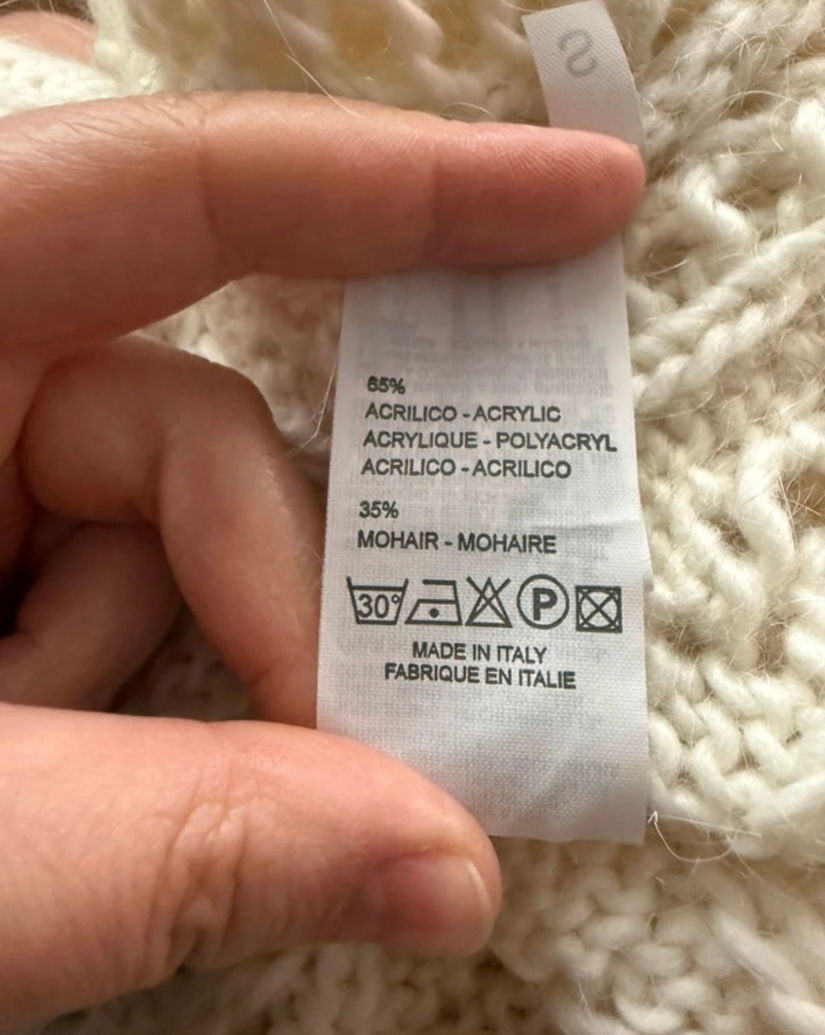 S
65%
ACRILICO - ACRYLIC
ACRYLIQUE - POLYACRYL
ACRILICO - ACRILICO
35%
MOHAIR - MOHAIRE
30°
P
MADE IN ITALY
FABRIQUE EN ITALIE